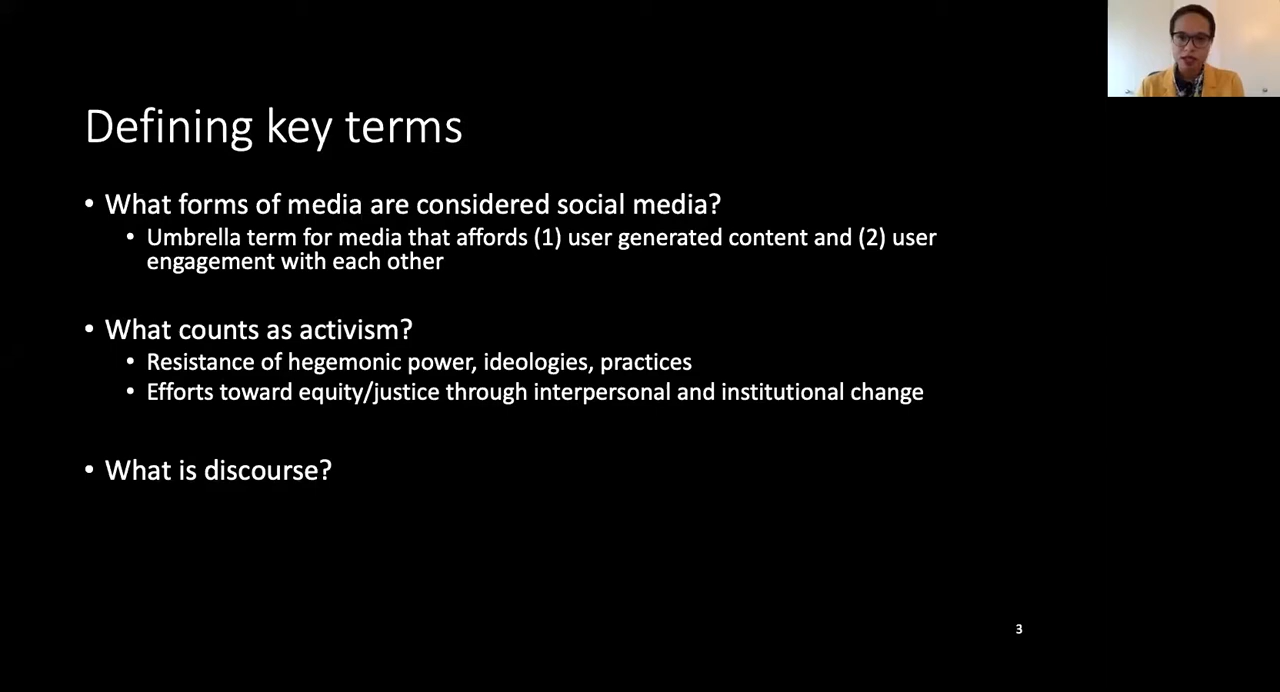 Defining key terms
• What forms of media are considered social media?
• Umbrella term for media that affords (1) user generated content and (2) user
engagement with each other
• What counts as activism?
• Resistance of hegemonic power, ideologies, practices
• Efforts toward equity/justice through interpersonal and institutional change
• What is discourse?
3